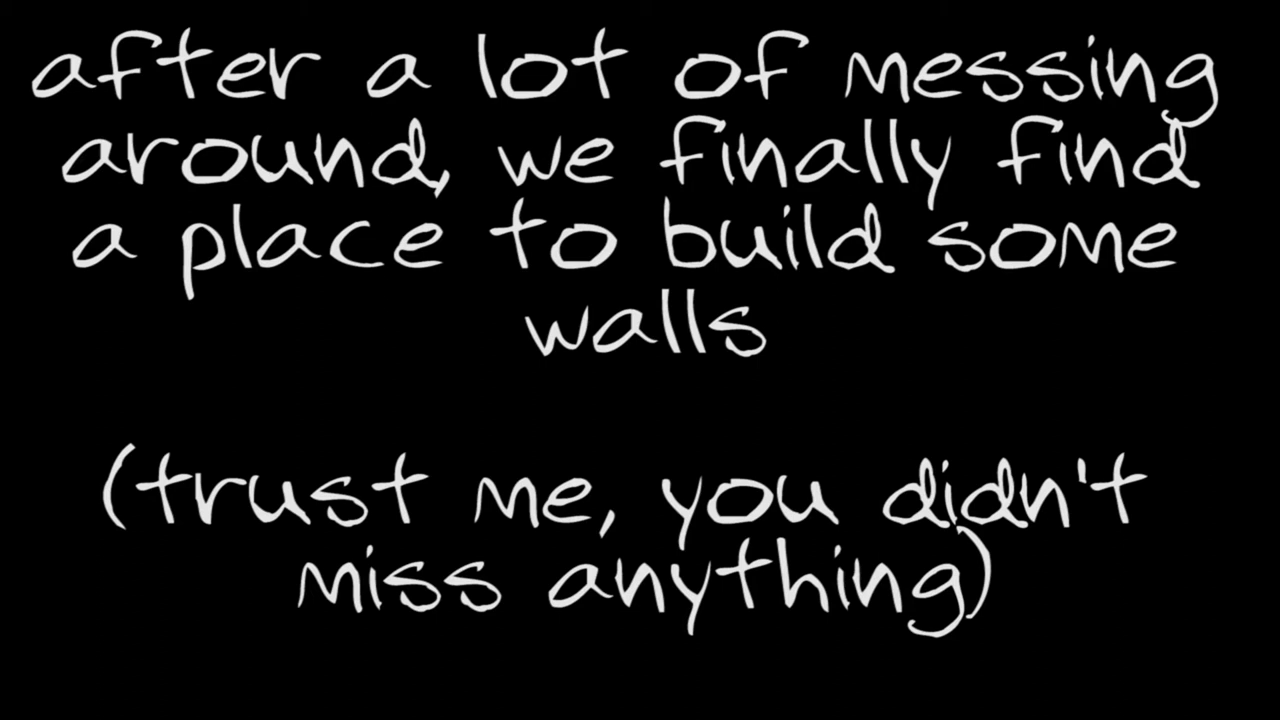 after a lot of messing
around, we finally find
a place to build some
walls
(trust me, you didn't
miss anything)